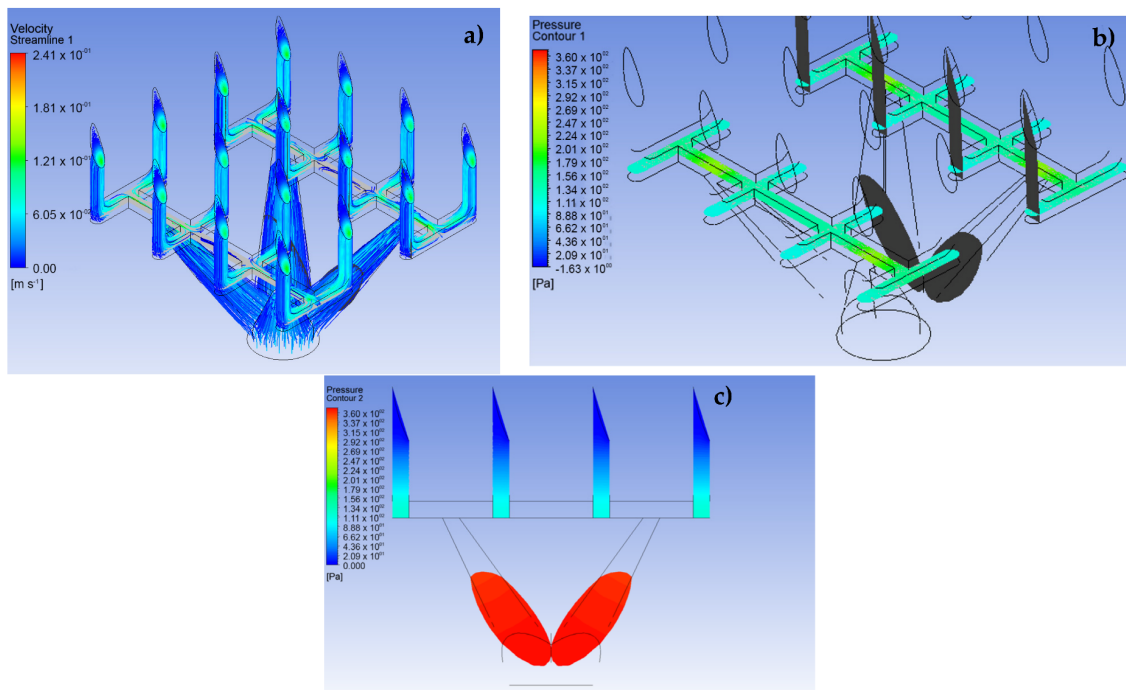 Velocity
Streamline 1
2.41 x 10⁻⁰¹
1.81 x 10⁻⁰¹
1.21 x 10⁻⁰¹
6.05 x 10⁻⁰²
0.00
[m s⁻¹]
a)
Pressure
Contour 1
3.60 x 10⁰²
3.37 x 10⁰²
3.15 x 10⁰²
2.92 x 10⁰²
2.69 x 10⁰²
2.47 x 10⁰²
2.24 x 10⁰²
2.01 x 10⁰²
1.79 x 10⁰²
1.56 x 10⁰²
1.34 x 10⁰²
1.11 x 10⁰²
8.88 x 10⁰¹
6.62 x 10⁰¹
4.36 x 10⁰¹
2.09 x 10⁰¹
-1.63 x 10⁰⁰
[Pa]
b)
Pressure
Contour 2
3.60 x 10⁰²
3.37 x 10⁰²
3.15 x 10⁰²
2.92 x 10⁰²
2.69 x 10⁰²
2.47 x 10⁰²
2.24 x 10⁰²
2.01 x 10⁰²
1.79 x 10⁰²
1.56 x 10⁰²
1.34 x 10⁰²
1.11 x 10⁰²
8.88 x 10⁰¹
6.62 x 10⁰¹
4.36 x 10⁰¹
2.09 x 10⁰¹
0.000
[Pa]
c)